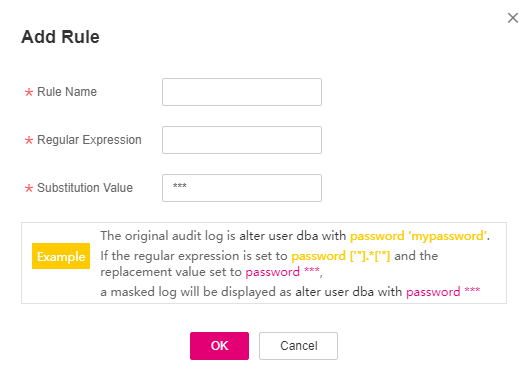 Add Rule
* Rule Name
* Regular Expression
* Substitution Value ***
The original audit log is alter user dba with password 'mypassword'.
Example If the regular expression is set to password ['"].*['"] and the
replacement value set to password ***,
a masked log will be displayed as alter user dba with password ***
OK Cancel